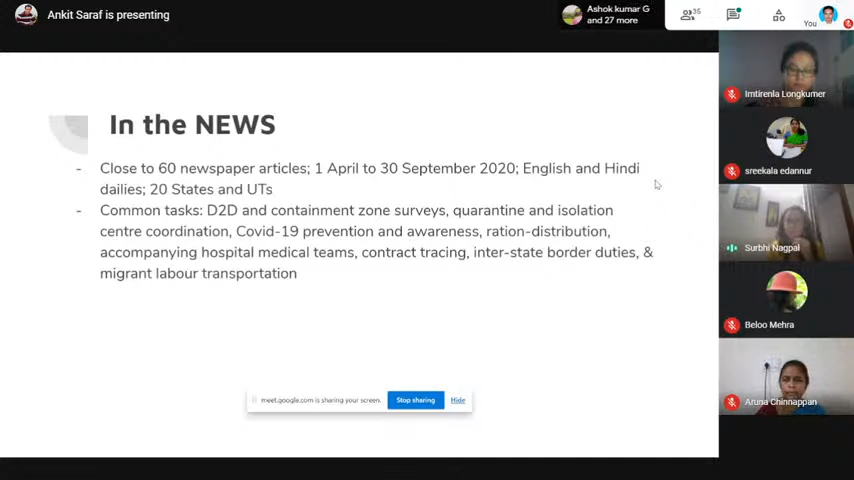 Ankit Saraf is presenting
Ashok kumar G
and 27 more
35
You
In the NEWS
- Close to 60 newspaper articles; 1 April to 30 September 2020; English and Hindi
dailies; 20 States and UTs
- Common tasks: D2D and containment zone surveys, quarantine and isolation
centre coordination, Covid-19 prevention and awareness, ration-distribution,
accompanying hospital medical teams, contract tracing, inter-state border duties, &
migrant labour transportation
meet.google.com is sharing your screen.
Stop sharing
Hide
Imtirenla Longkumer
sreekala edannur
Surbhi Nagpal
Beloo Mehra
Aruna Chinnappan